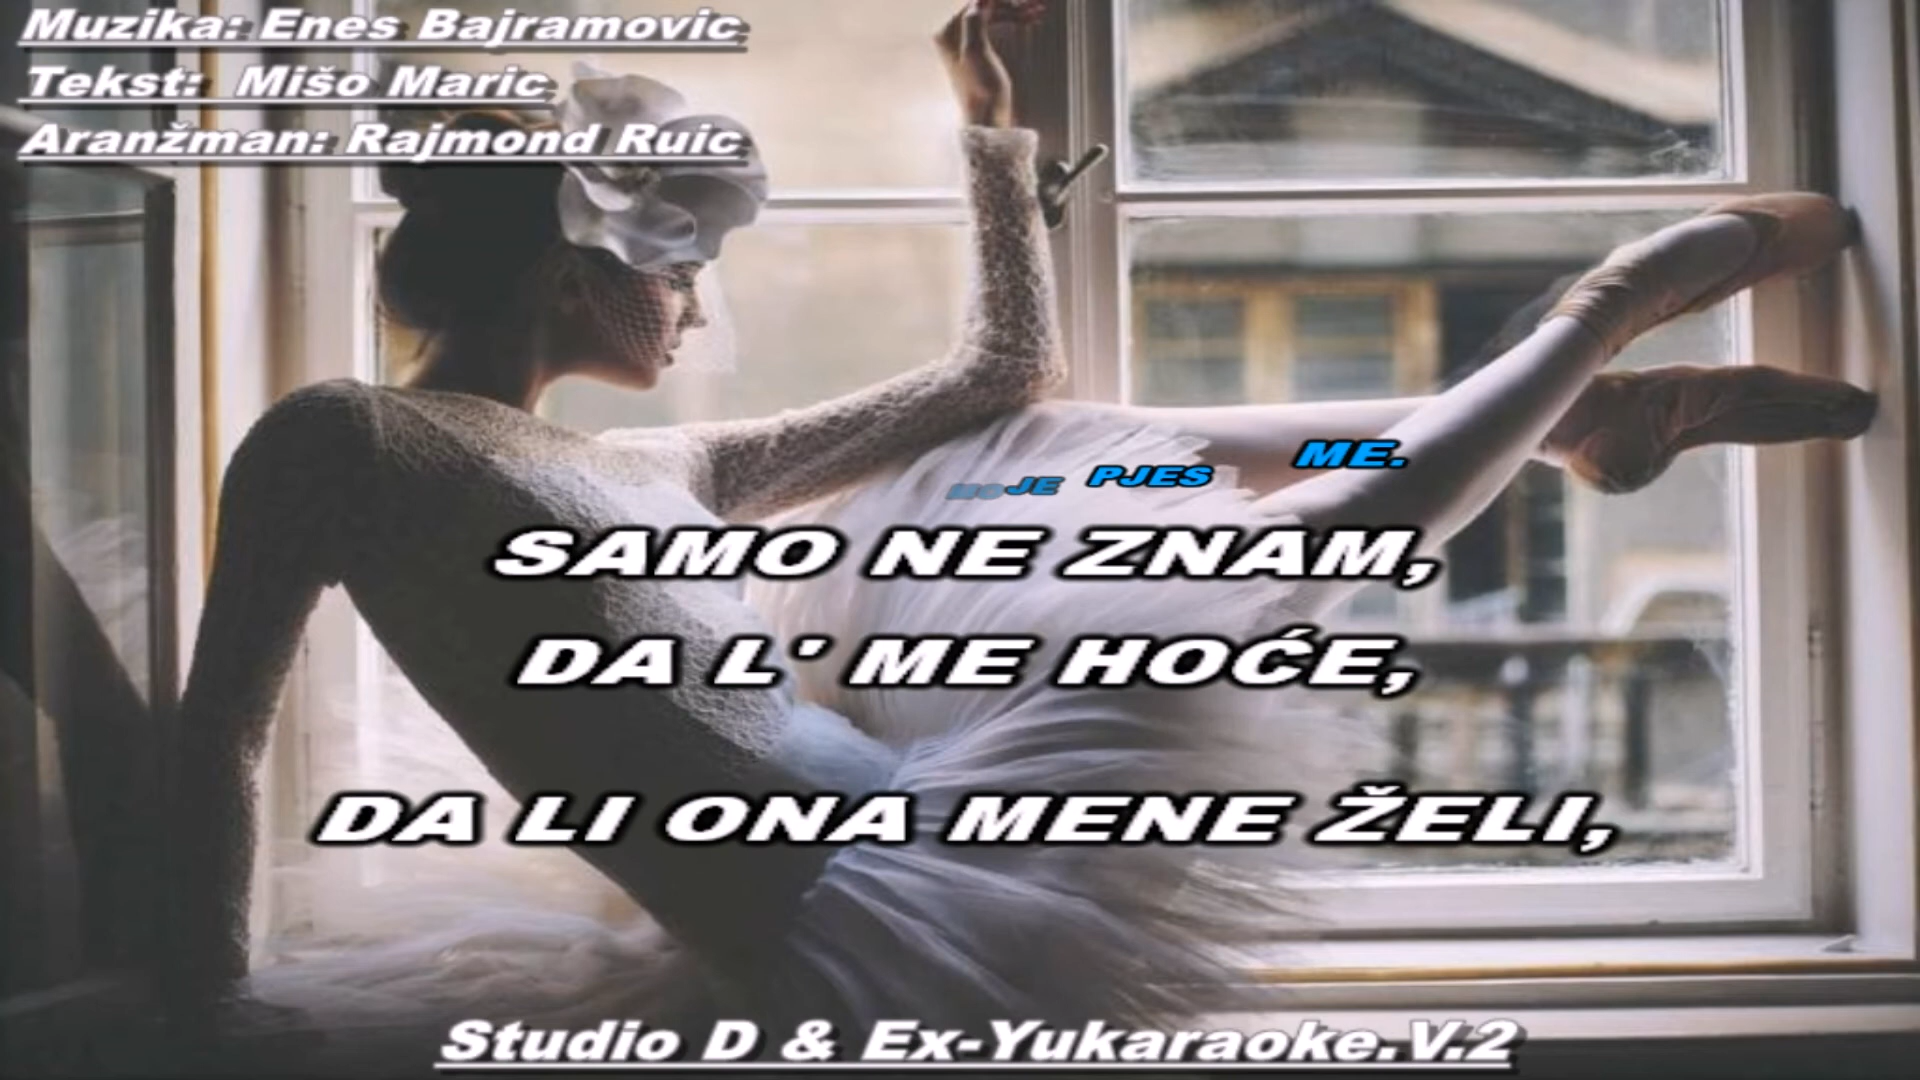 Muzika: Enes Bajramovic
Tekst: Mišo Maric
Aranžman: Rajmond Ruic
MOJE PJES ME.
SAMO NE ZNAM,
DA L' ME HOĆE,
DA LI ONA MENE ŽELI,
Studio D & Ex-Yukaraoke.V.2